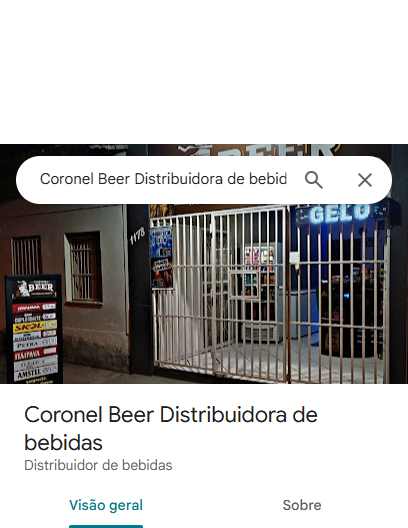 BEER
Coronel Beer Distribuidora de bebid
GELO
1178
BEER
SKOL
PETRA
ITAIPAVA
AMSTEL
Coronel Beer Distribuidora de
bebidas
Distribuidor de bebidas
Visão geral
Sobre